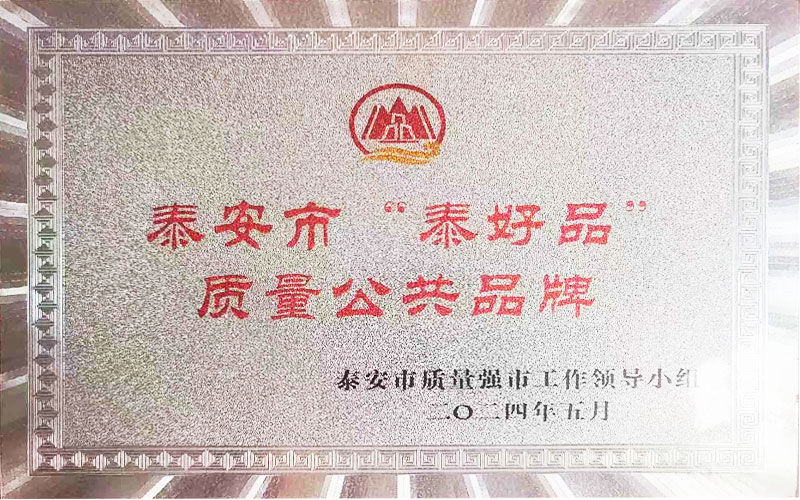 泰安市“泰好品”
质量公共品牌
泰安市质量强市工作领导小组
二〇二四年五月